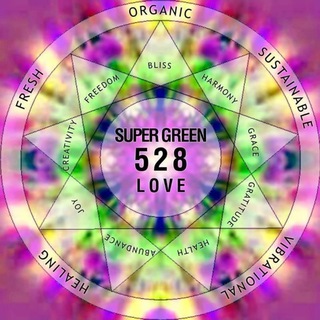 ORGANIC
SUSTAINABLE
VIBRATIONAL
HEALING
FRESH
BLISS
HARMONY
GRACE
GRATITUDE
HEALTH
ABUNDANCE
JOY
CREATIVITY
FREEDOM
SUPER GREEN
528
LOVE